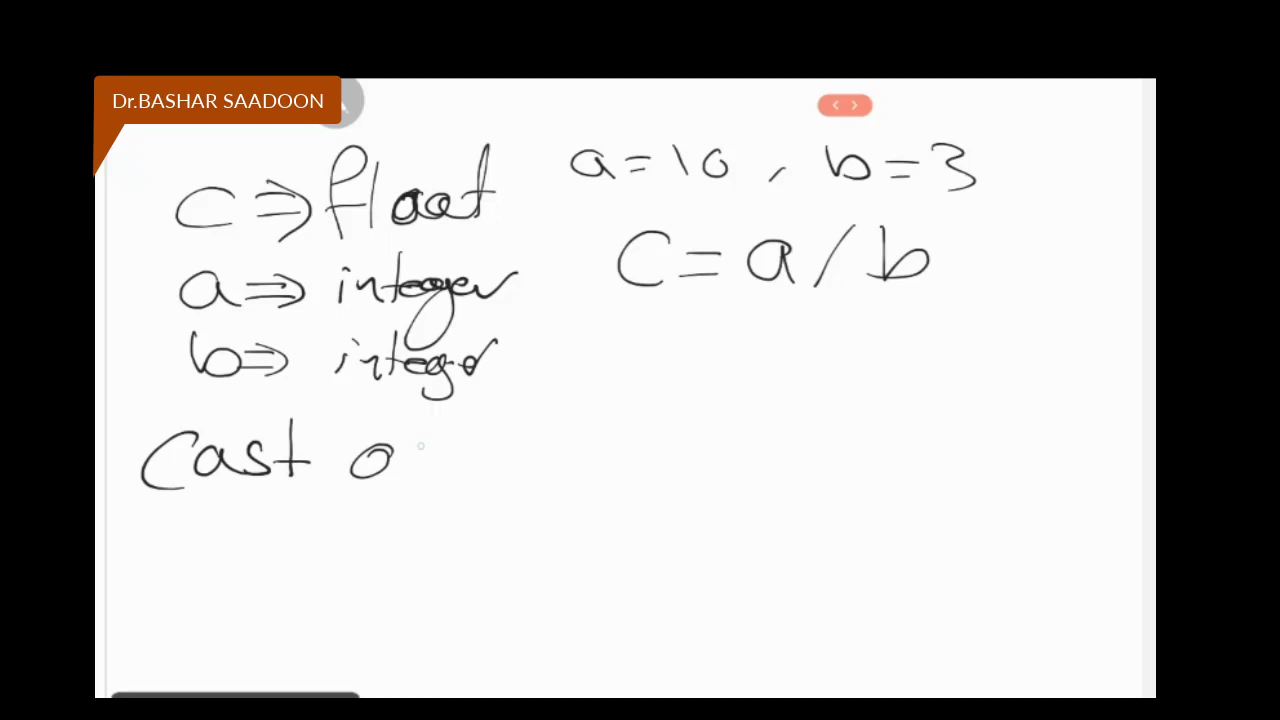 Dr.BASHAR SAADOON
c ⇒ float
a = 10 , b = 3
C = a / b
a ⇒ integer
b ⇒ integer
Cast o